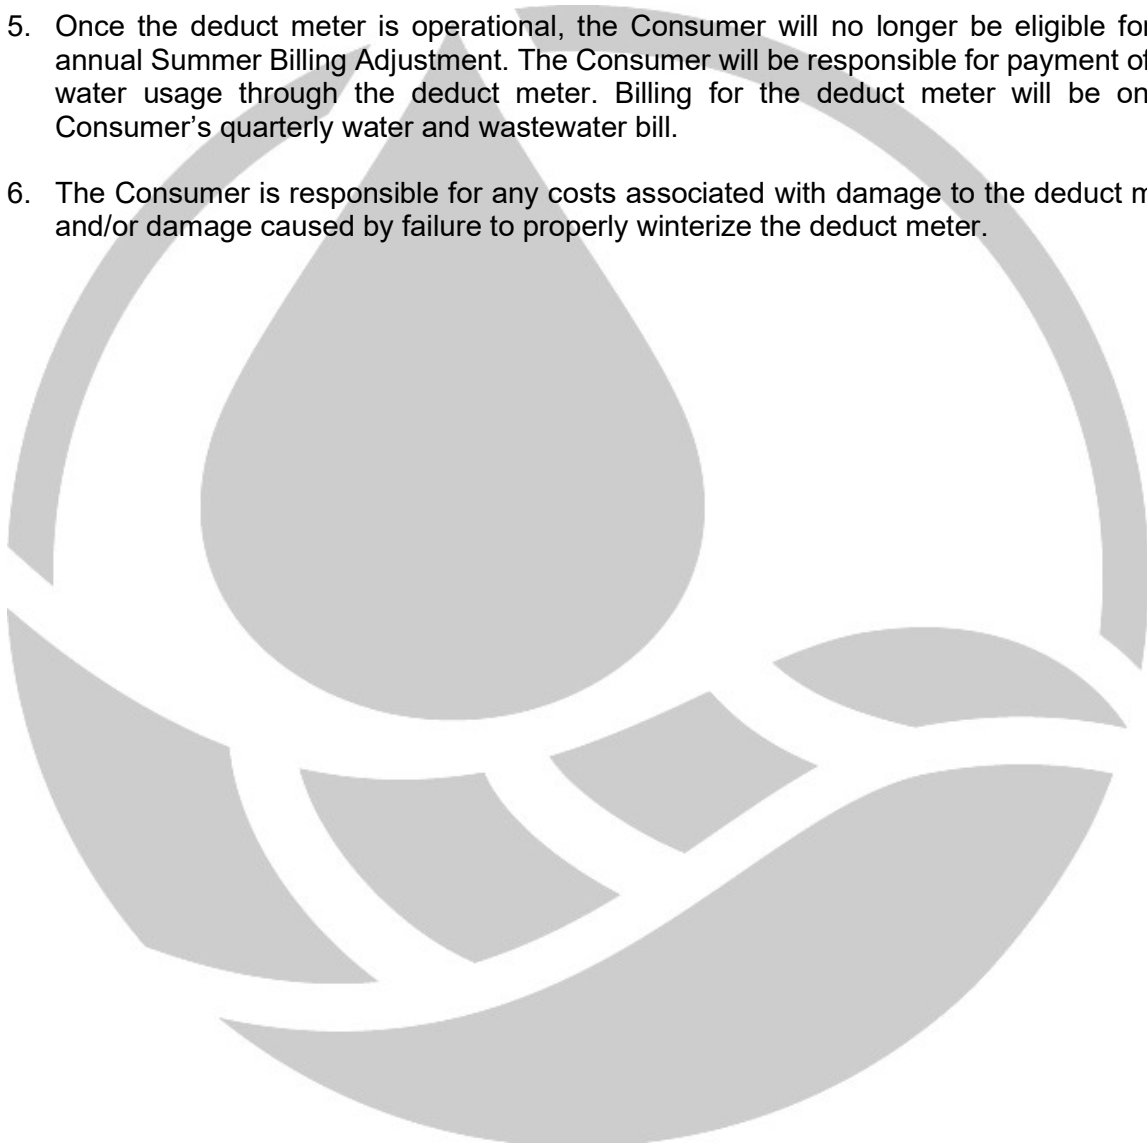 5. Once the deduct meter is operational, the Consumer will no longer be eligible for
annual Summer Billing Adjustment. The Consumer will be responsible for payment of
water usage through the deduct meter. Billing for the deduct meter will be on
Consumer’s quarterly water and wastewater bill.
6. The Consumer is responsible for any costs associated with damage to the deduct
and/or damage caused by failure to properly winterize the deduct meter.